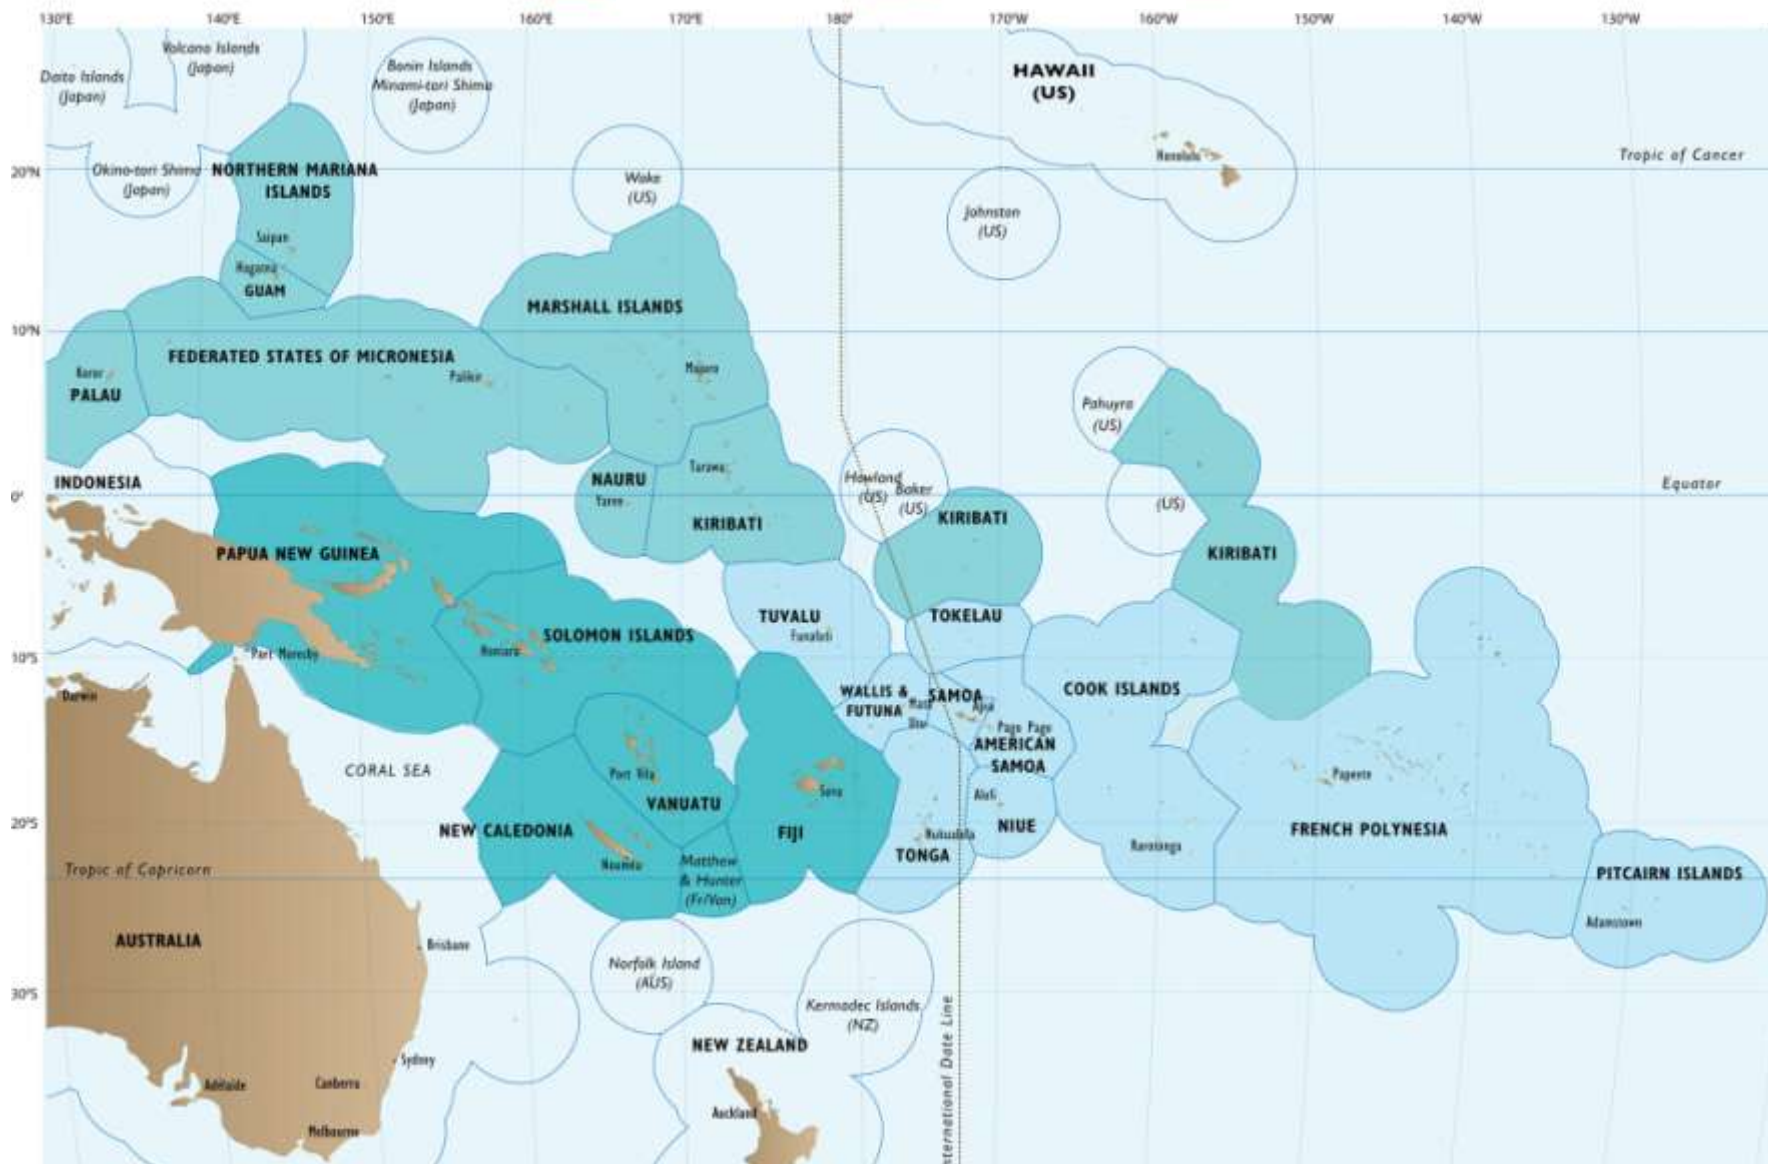 130°E 140°E 150°E 160°E 170°E 180° 170°W 160°W 150°W 140°W 130°W
Volcano Islands
(Japan)
Daito Islands
(Japan)
Bonin Islands
Minami-tori Shima
(Japan)
HAWAII
(US)
Honolulu
Tropic of Cancer
20°N
Okino-tori Shima
(Japan)
NORTHERN MARIANA
ISLANDS
Saipan
Wake
(US)
Johnston
(US)
Hagatna
GUAM
MARSHALL ISLANDS
Majuro
10°N
FEDERATED STATES OF MICRONESIA
Palikir
Koror
PALAU
Pahuyra
(US)
INDONESIA
NAURU
Yaren
Tarawa
KIRIBATI
Howland
(US)
Baker
(US)
KIRIBATI
(US)
KIRIBATI
Equator
0°
PAPUA NEW GUINEA
Port Moresby
SOLOMON ISLANDS
Honiara
TUVALU
Funafuti
TOKELAU
10°S
Darwin
WALLIS &
FUTUNA
SAMOA
Apia
Pago Pago
AMERICAN
SAMOA
COOK ISLANDS
CORAL SEA
Port Vila
VANUATU
Suva
FIJI
Alofi
NIUE
Papeete
FRENCH POLYNESIA
20°S
NEW CALEDONIA
Noumea
Matthew
& Hunter
(Fr/Van)
TONGA
Rarotonga
Tropic of Capricorn
PITCAIRN ISLANDS
Adamstown
AUSTRALIA
Brisbane
Norfolk Island
(AUS)
Kermadec Islands
(NZ)
30°S
NEW ZEALAND
Sydney
Canberra
Adelaide
Melbourne
Auckland
Date Line